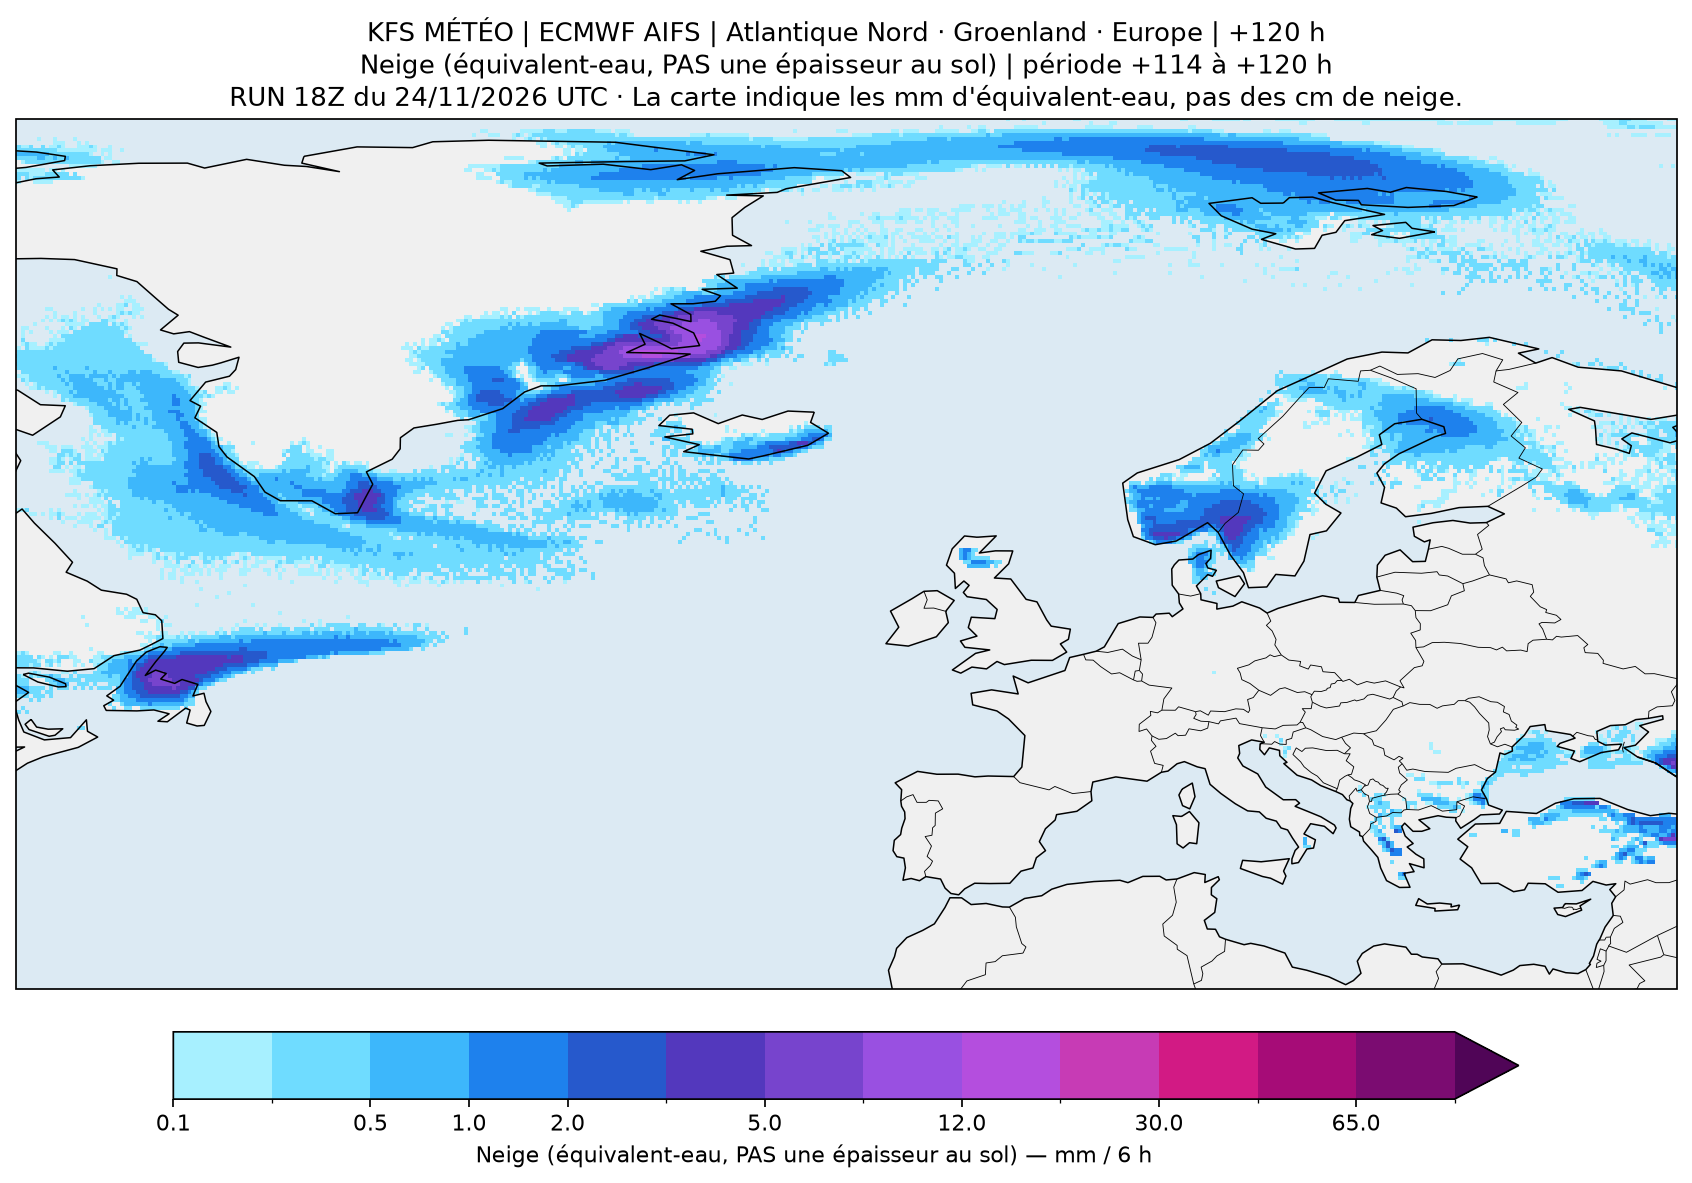 KFS MÉTÉO | ECMWF AIFS | Atlantique Nord · Groenland · Europe | +120 h
Neige (équivalent-eau, PAS une épaisseur au sol) | période +114 à +120 h
RUN 18Z du 24/11/2026 UTC · La carte indique les mm d'équivalent-eau, pas des cm de neige.
0.1 0.5 1.0 2.0 5.0 12.0 30.0 65.0
Neige (équivalent-eau, PAS une épaisseur au sol) — mm / 6 h